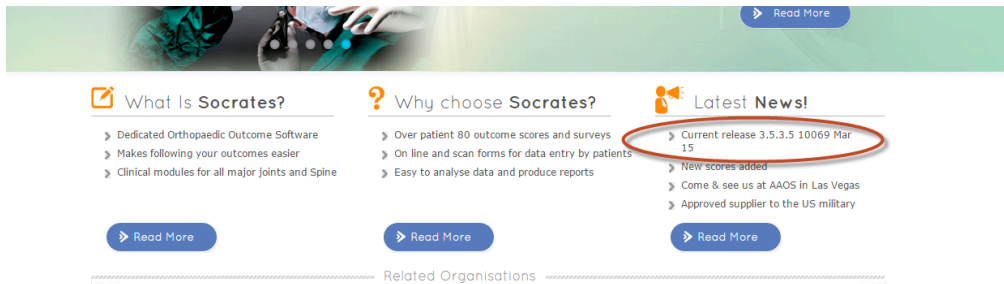 Read More
What Is Socrates?
Dedicated Orthopaedic Outcome Software
Makes following your outcomes easier
Clinical modules for all major joints and Spine
Read More
Why choose Socrates?
Over patient 80 outcome scores and surveys
On line and scan forms for data entry by patients
Easy to analyse data and produce reports
Read More
Latest News!
Current release 3.5.3.5 10069 Mar
15
New scores added
Come & see us at AAOS in Las Vegas
Approved supplier to the US military
Read More
Related Organisations